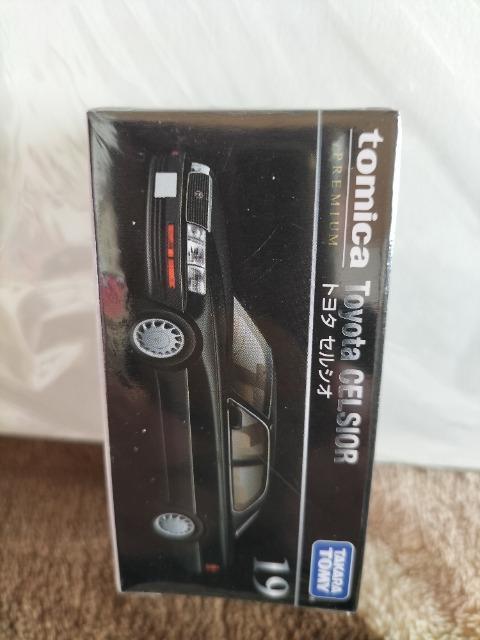 tomica
PREMIUM
Toyota CELSIOR
トヨタ セルシオ
19
TAKARA
TOMY